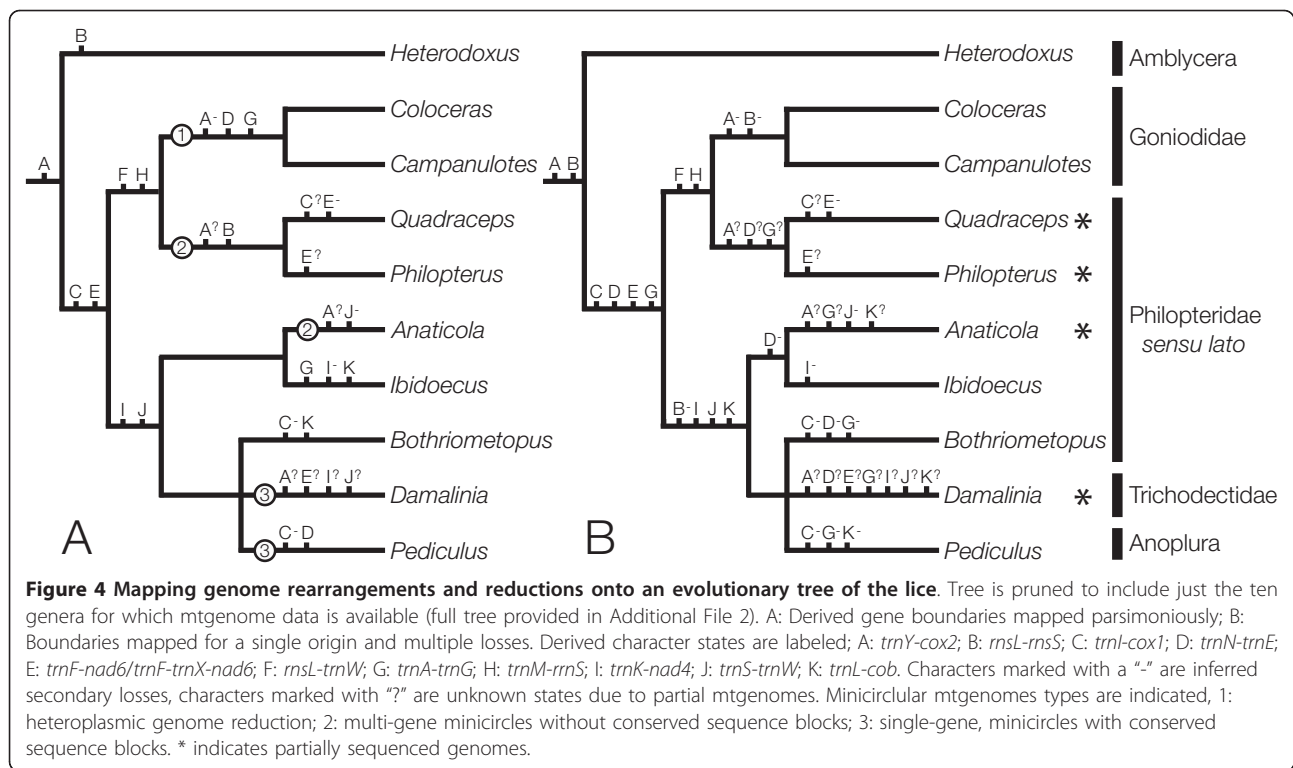 B
Heterodoxus
Heterodoxus
Amblycera
A- D G
Coloceras
A- B-
Coloceras
Goniodidae
1
A
F H
Campanulotes
A B
F H
Campanulotes
C? E-
Quadraceps
C? E-
Quadraceps *
A? B
2
E?
Philopterus
A? D? G?
E?
Philopterus *
C E
C D E G
Philopteridae
sensu lato
A? J-
2
Anaticola
A? G? J- K?
Anaticola *
D-
G I- K
Ibidoecus
I-
Ibidoecus
I J
B- I J K
C- K
Bothriometopus
C- D- G-
Bothriometopus
A? E? I? J?
3
Damalinia
A? D? E? G? I? J? K?
Damalinia *
Trichodectidae
C- D
3
Pediculus
C- G- K-
Pediculus
Anoplura
A
B
Figure 4 Mapping genome rearrangements and reductions onto an evolutionary tree of the lice. Tree is pruned to include just the ten
genera for which mtgenome data is available (full tree provided in Additional File 2). A: Derived gene boundaries mapped parsimoniously; B:
Boundaries mapped for a single origin and multiple losses. Derived character states are labeled; A: trnY-cox2; B: rnsL-rnsS; C: trnI-cox1; D: trnN-trnE;
E: trnF-nad6/trnF-trnX-nad6; F: rnsL-trnW; G: trnA-trnG; H: trnM-rrnS; I: trnK-nad4; J: trnS-trnW; K: trnL-cob. Characters marked with a "-" are inferred
secondary losses, characters marked with "?" are unknown states due to partial mtgenomes. Minicirclular mtgenomes types are indicated, 1:
heteroplasmic genome reduction; 2: multi-gene minicircles without conserved sequence blocks; 3: single-gene, minicircles with conserved
sequence blocks. * indicates partially sequenced genomes.